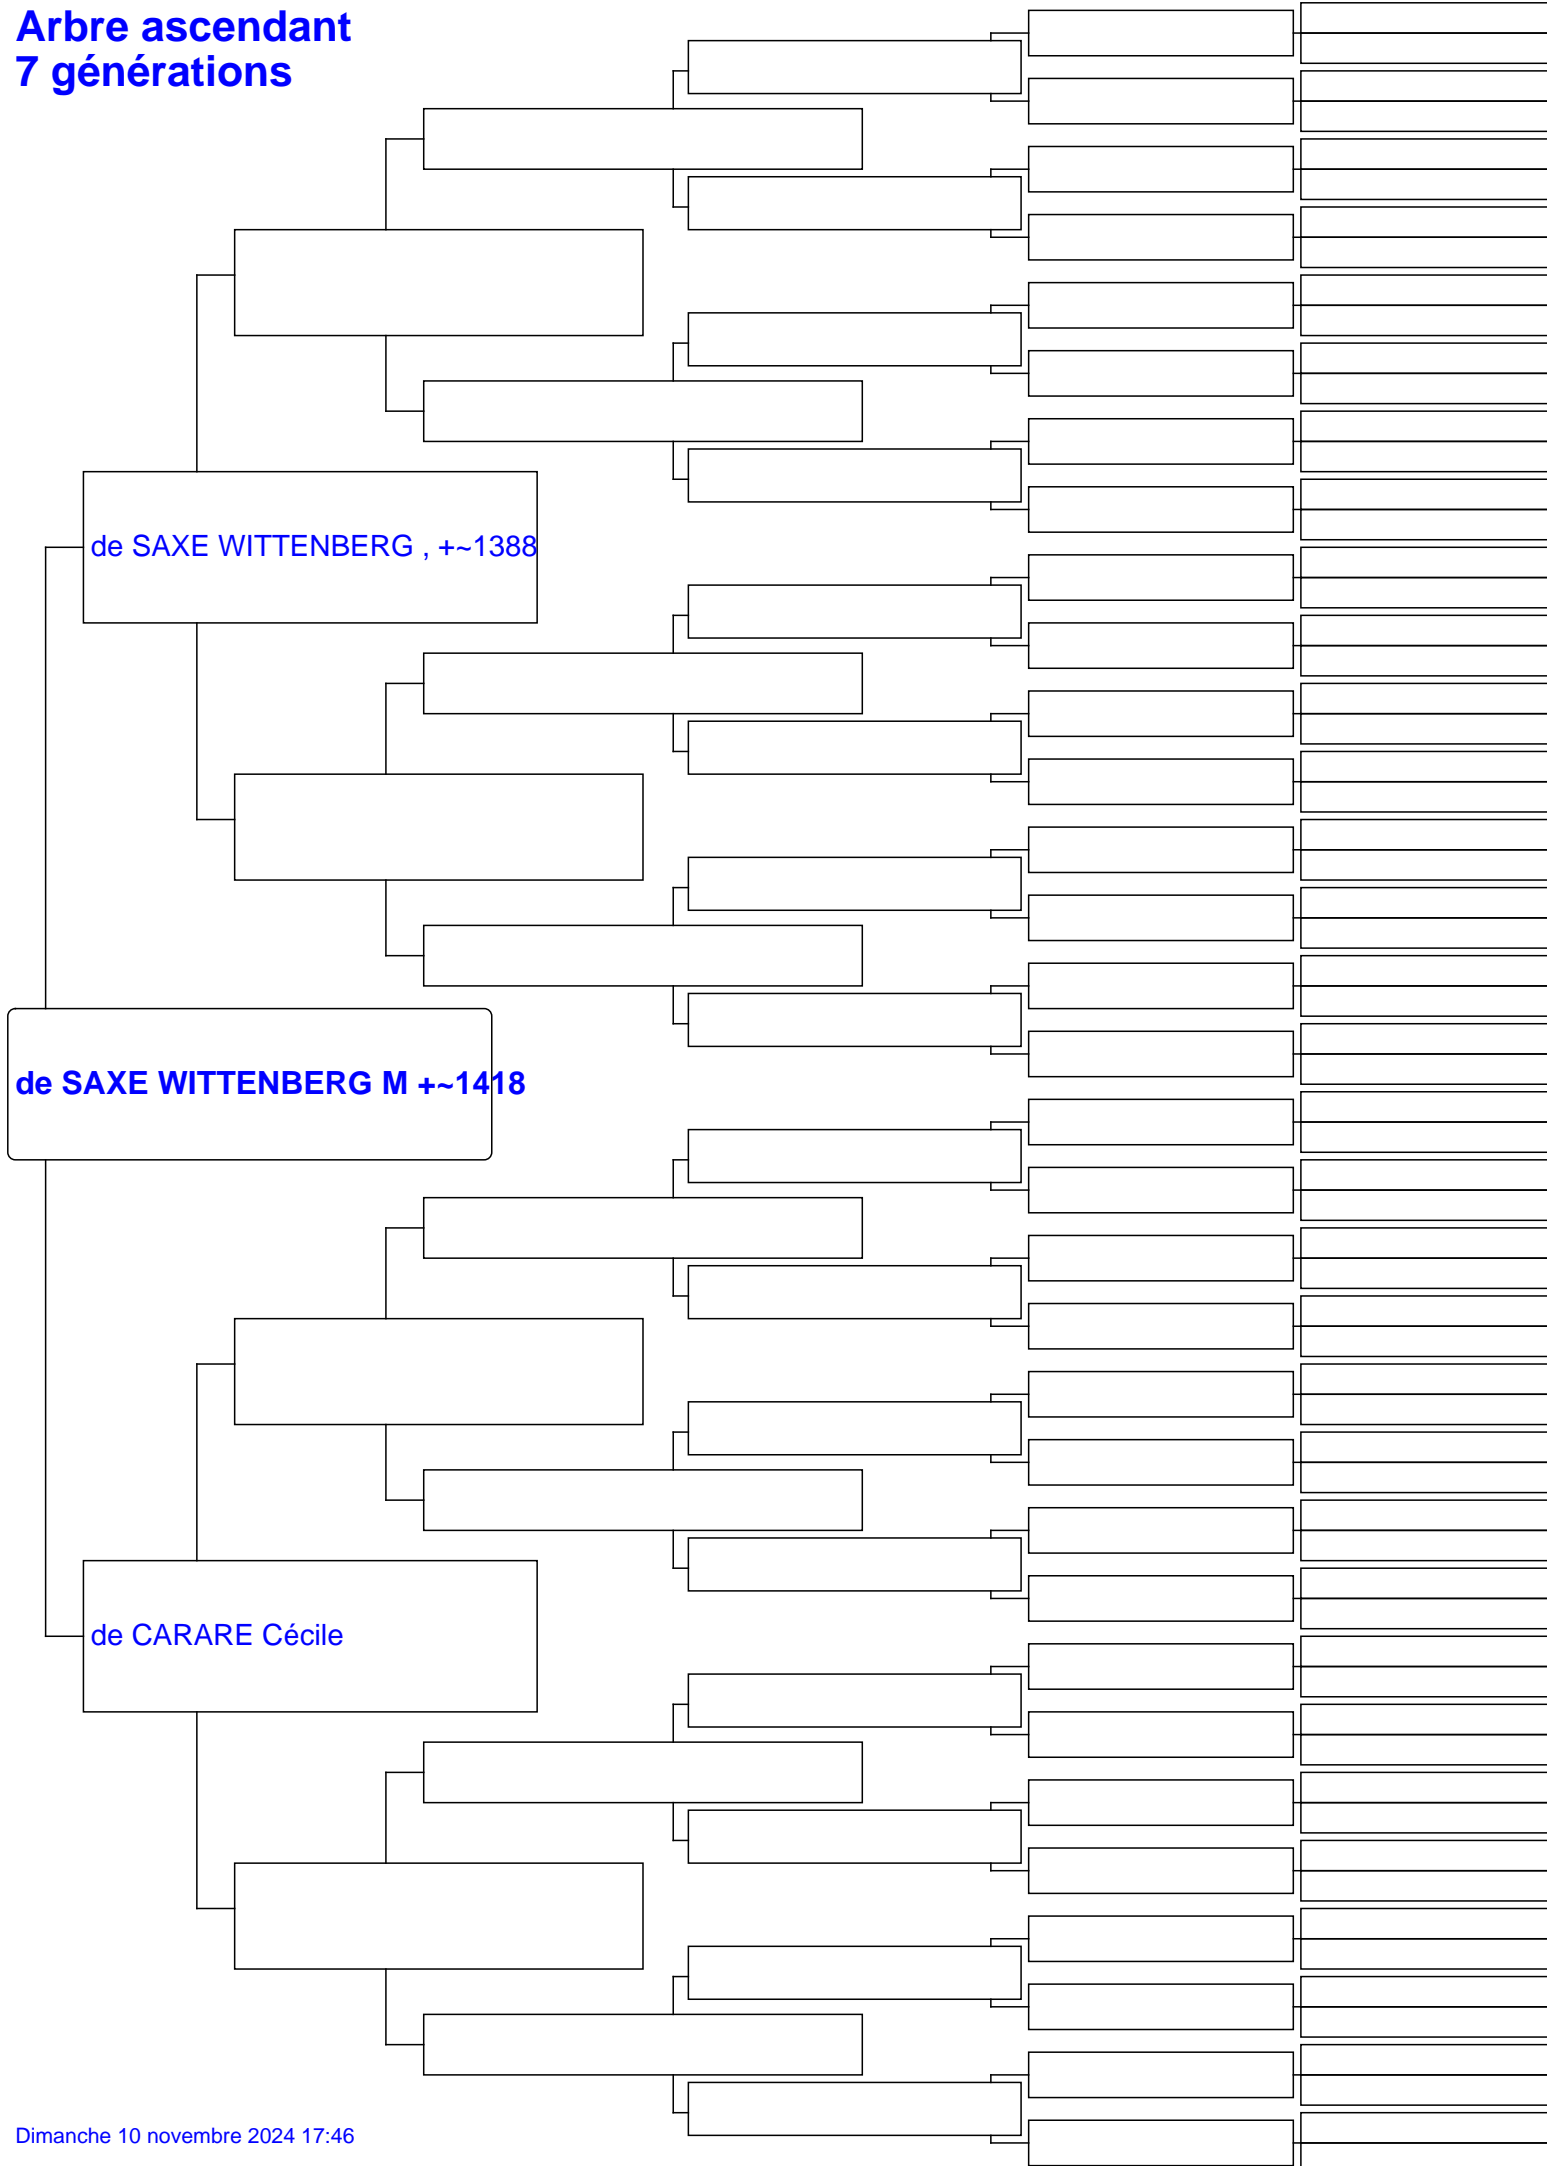 Arbre ascendant
7 générations
de SAXE WITTENBERG , +~1388
de SAXE WITTENBERG M +~1418
de CARARE Cécile
Dimanche 10 novembre 2024 17:46